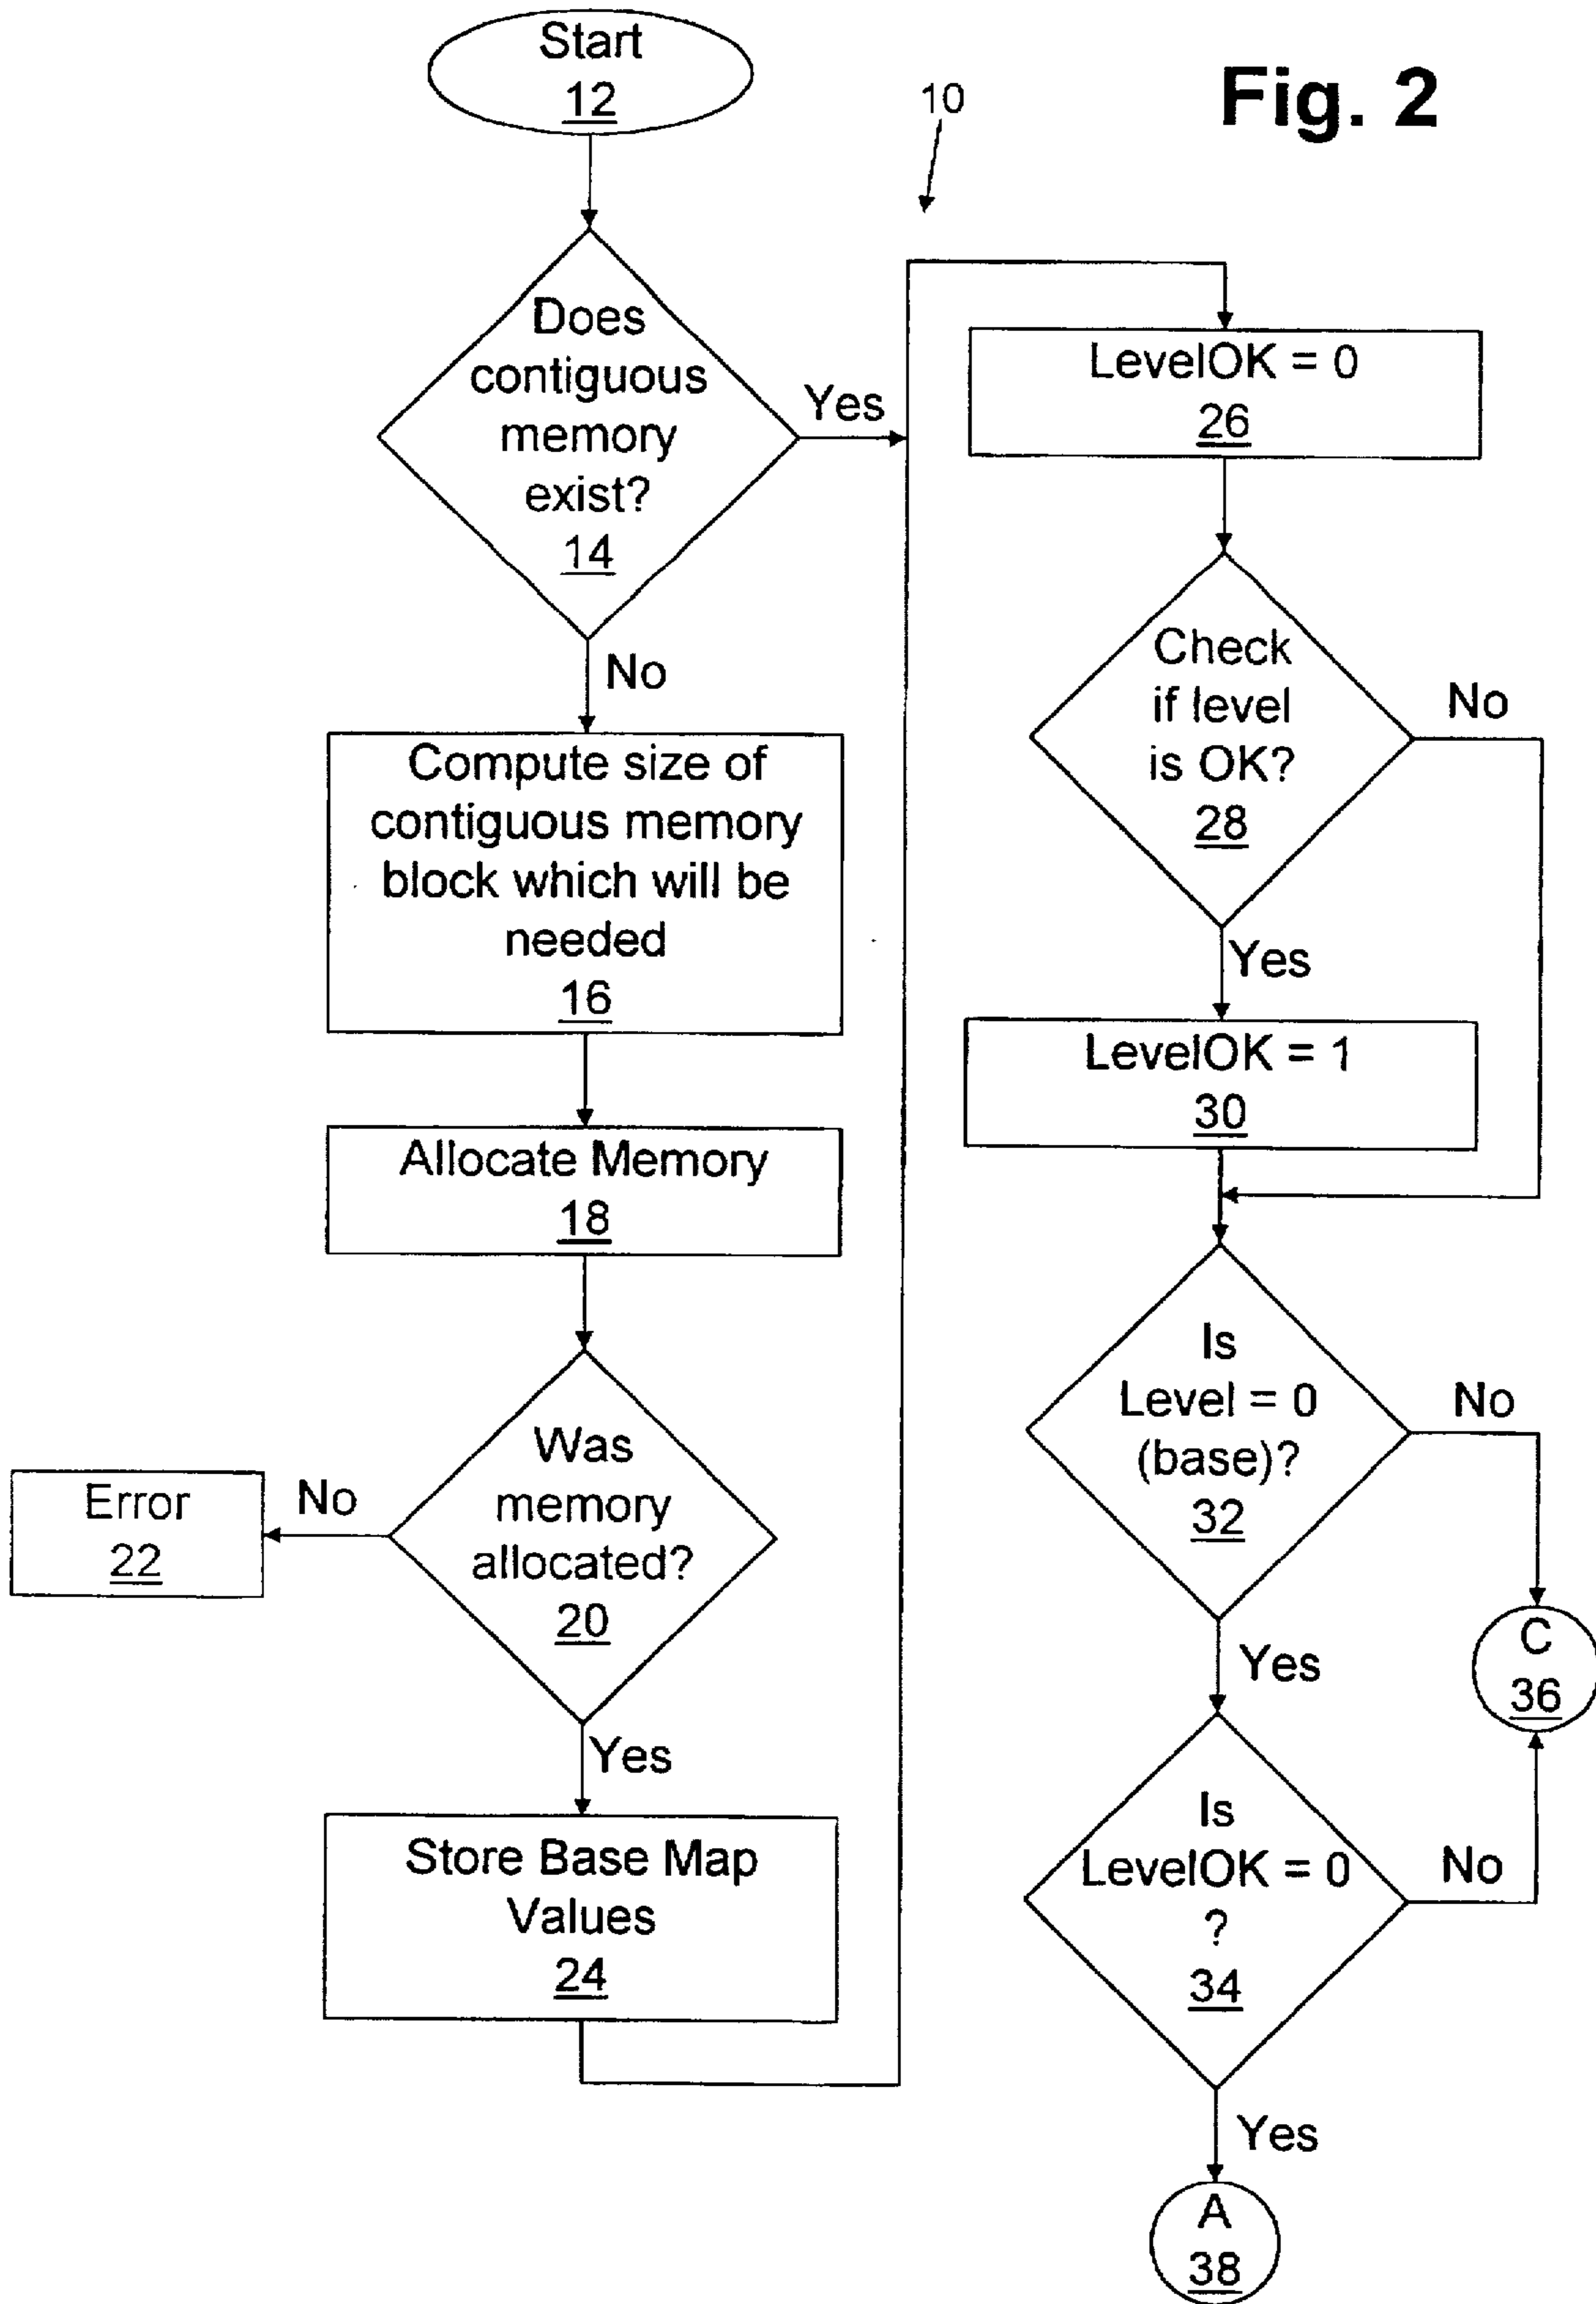 Fig. 2
10
Start
12
Does
contiguous
memory
exist?
14
Yes
No
Compute size of
contiguous memory
block which will be
needed
16
Allocate Memory
18
Was
memory
allocated?
20
No
Error
22
Yes
Store Base Map
Values
24
LevelOK = 0
26
Check
if level
is OK?
28
No
Yes
LevelOK = 1
30
Is
Level = 0
(base)?
32
No
Yes
C
36
Is
LevelOK = 0
?
34
No
Yes
A
38